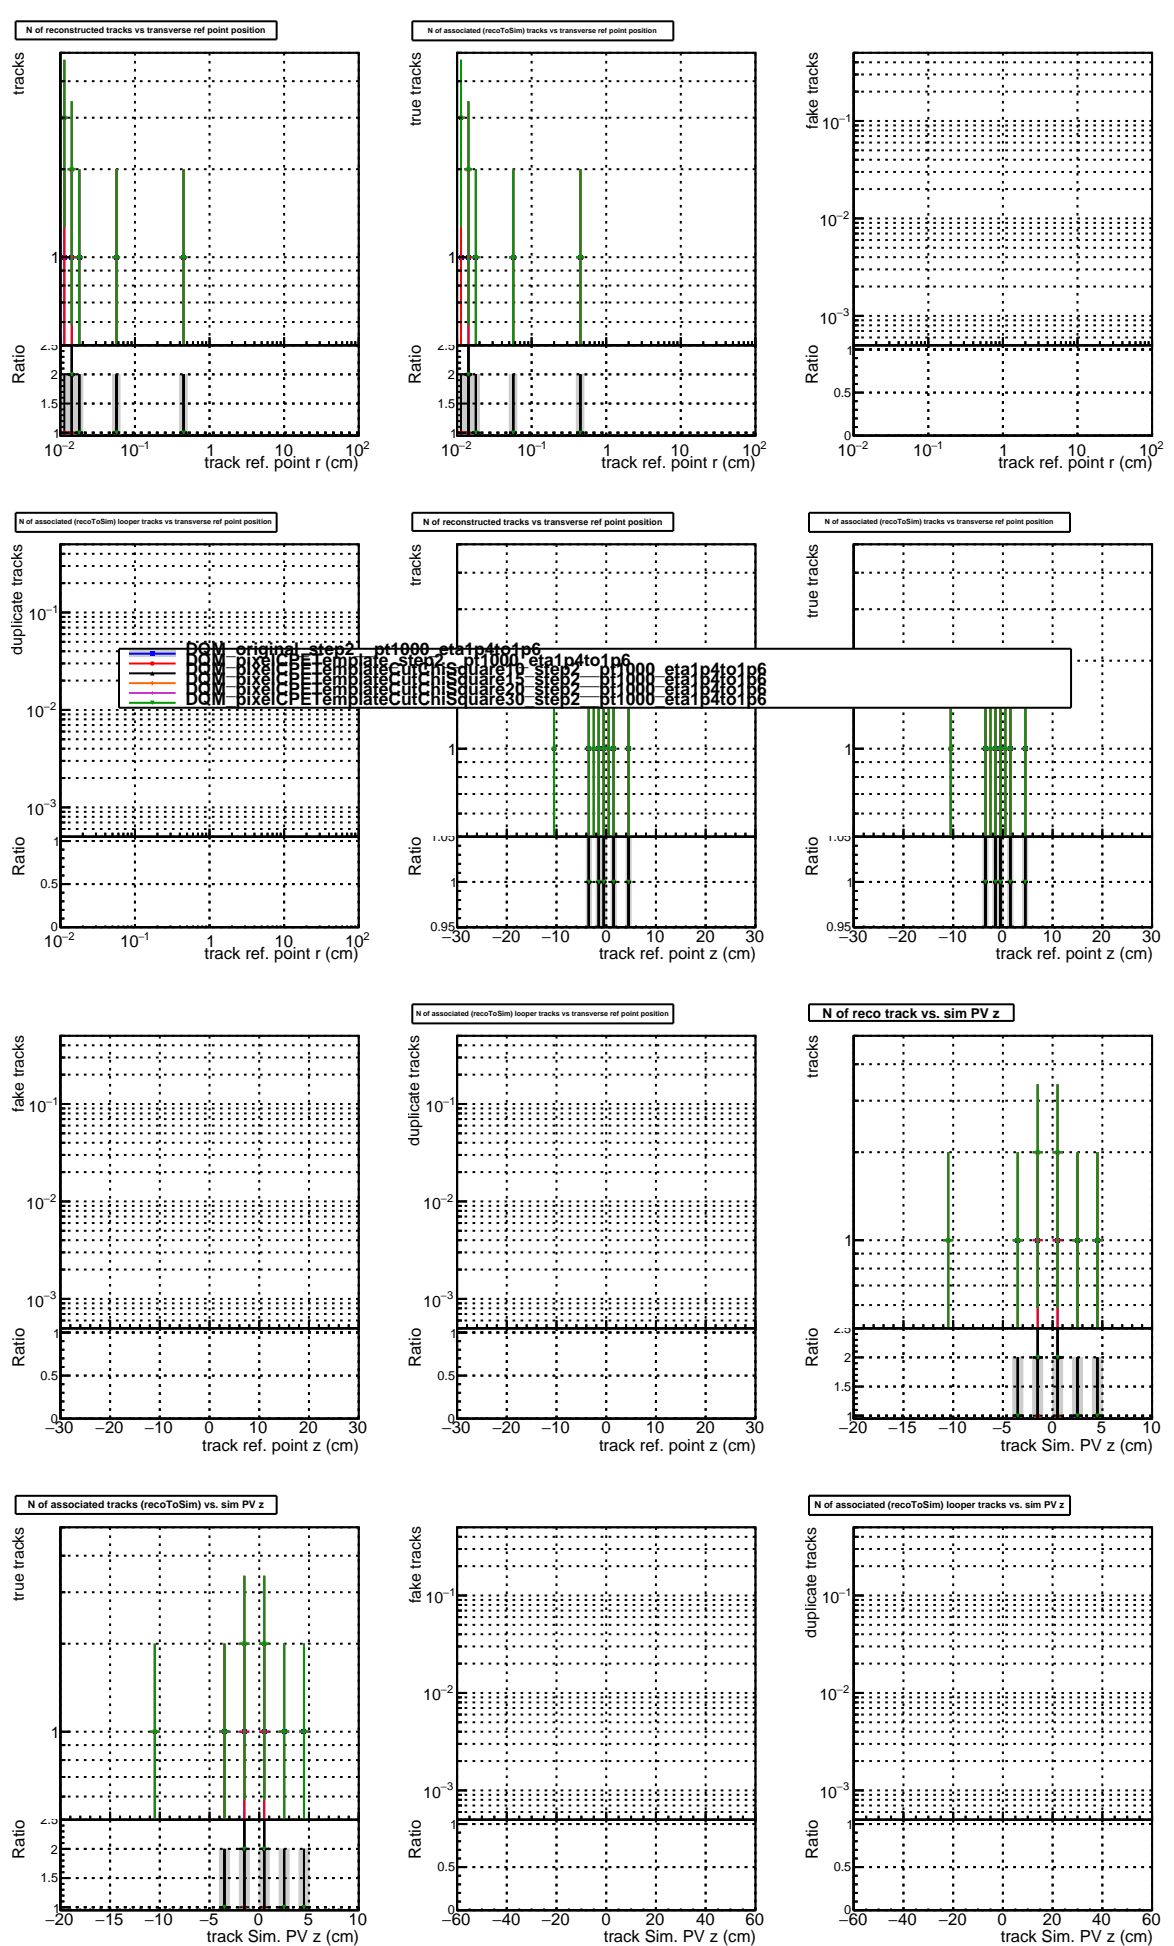 N of reconstructed tracks vs transverse ref point position
tracks
1
Ratio
2.5
2
1.5
1
10−2 10−1 1 10 102
track ref. point r (cm)
N of associated (recoToSim) tracks vs transverse ref point position
true tracks
1
Ratio
2.5
2
1.5
1
10−2 10−1 1 10 102
track ref. point r (cm)
fake tracks
10−1
10−2
10−3
Ratio
1
0.5
0
10−2 10−1 1 10 102
track ref. point r (cm)
N of associated (recoToSim) looper tracks vs transverse ref point position
duplicate tracks
10−1
10−2
10−3
Ratio
1
0.5
0
10−2 10−1 1 10 102
track ref. point r (cm)
N of reconstructed tracks vs transverse ref point position
tracks
1
Ratio
1.05
1
0.95
−30 −20 −10 0 10 20 30
track ref. point z (cm)
N of associated (recoToSim) tracks vs transverse ref point position
true tracks
1
Ratio
1.05
1
0.95
−30 −20 −10 0 10 20 30
track ref. point z (cm)
DQM_original_step2__pt1000_eta1p4to1p6
DQM_pixelCPETemplate_step2__pt1000_eta1p4to1p6
DQM_pixelCPETemplateCutChiSquare10_step2__pt1000_eta1p4to1p6
DQM_pixelCPETemplateCutChiSquare15_step2__pt1000_eta1p4to1p6
DQM_pixelCPETemplateCutChiSquare20_step2__pt1000_eta1p4to1p6
DQM_pixelCPETemplateCutChiSquare30_step2__pt1000_eta1p4to1p6
fake tracks
10−1
10−2
10−3
Ratio
1
0.5
0
−30 −20 −10 0 10 20 30
track ref. point z (cm)
N of associated (recoToSim) looper tracks vs transverse ref point position
duplicate tracks
10−1
10−2
10−3
Ratio
1
0.5
0
−30 −20 −10 0 10 20 30
track ref. point z (cm)
N of reco track vs. sim PV z
tracks
1
Ratio
2.5
2
1.5
1
−20 −15 −10 −5 0 5 10
track Sim. PV z (cm)
N of associated tracks (recoToSim) vs. sim PV z
true tracks
1
Ratio
2.5
2
1.5
1
−20 −15 −10 −5 0 5 10
track Sim. PV z (cm)
fake tracks
10−1
10−2
10−3
Ratio
1
0.5
0
−60 −40 −20 0 20 40 60
track Sim. PV z (cm)
N of associated (recoToSim) looper tracks vs. sim PV z
duplicate tracks
10−1
10−2
10−3
Ratio
1
0.5
0
−60 −40 −20 0 20 40 60
track Sim. PV z (cm)